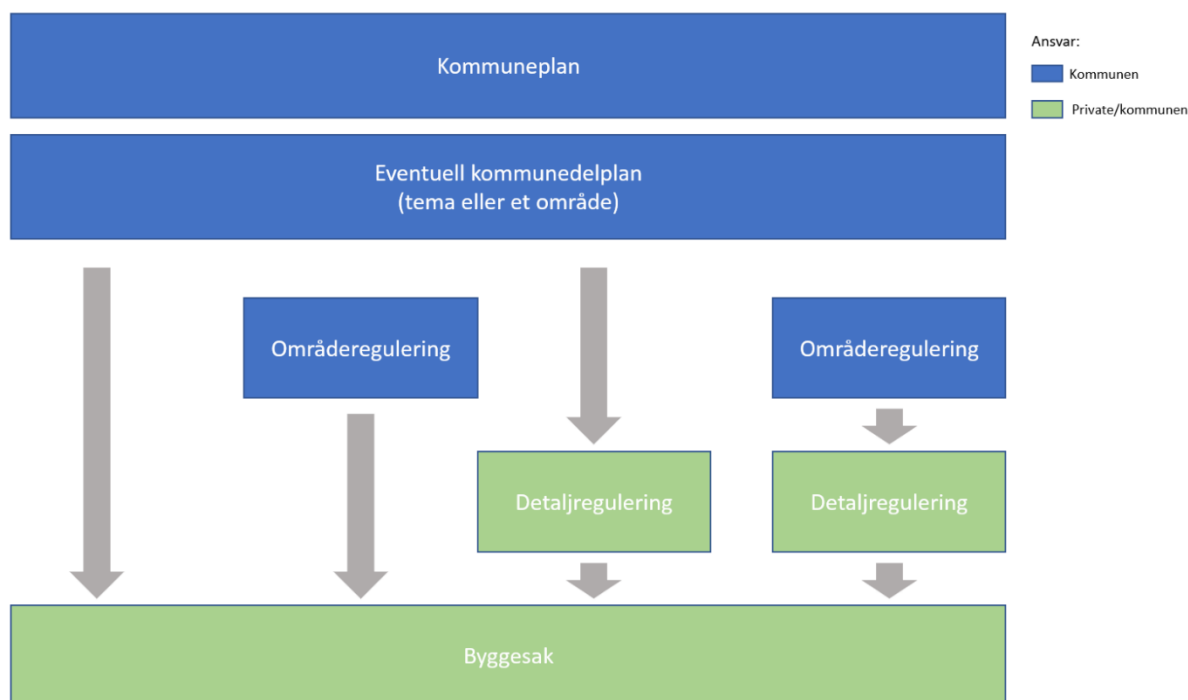 Kommuneplan
Ansvar:
Kommunen
Private/kommunen
Eventuell kommunedelplan
(tema eller et område)
Områderegulering
Områderegulering
Detaljregulering
Detaljregulering
Byggesak